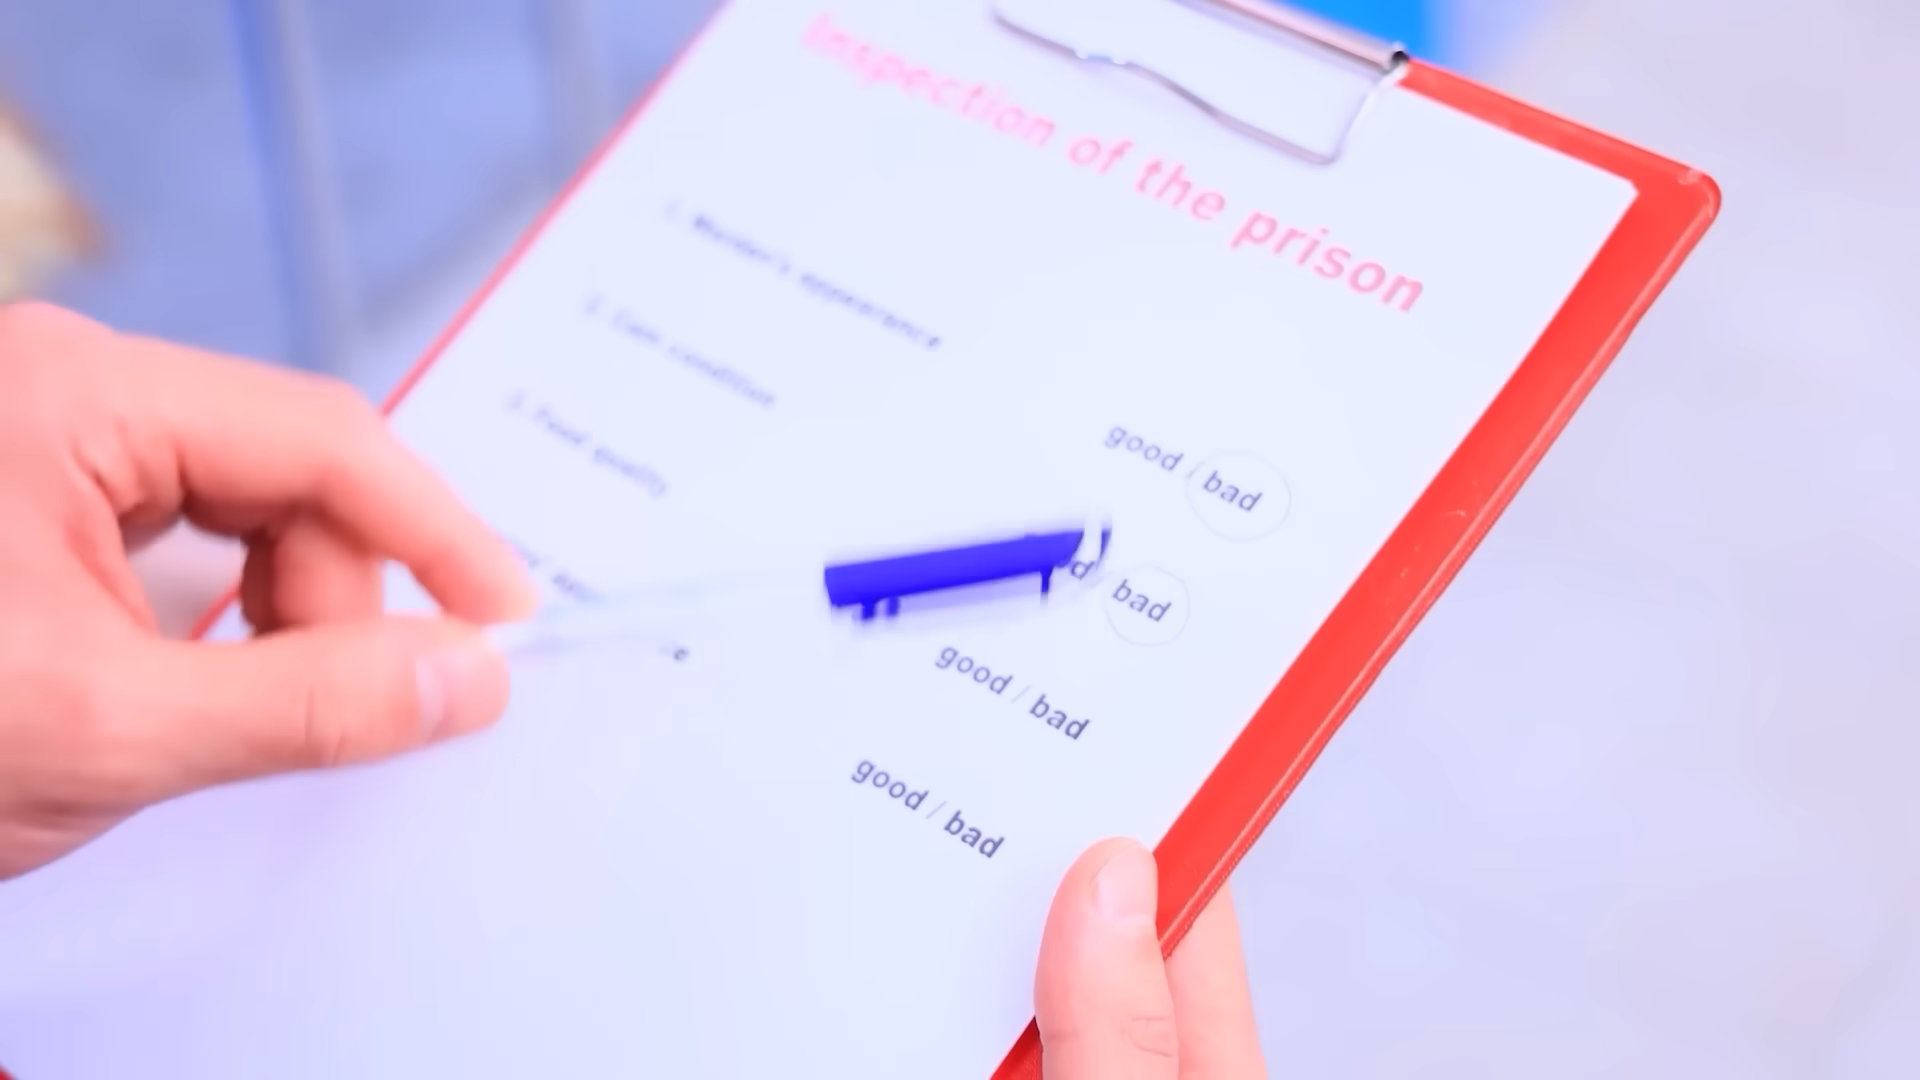 Inspection of the prison
1. Warden's appearance
2. Cam condition
3. Food quality
good / bad
bad
good / bad
good / bad